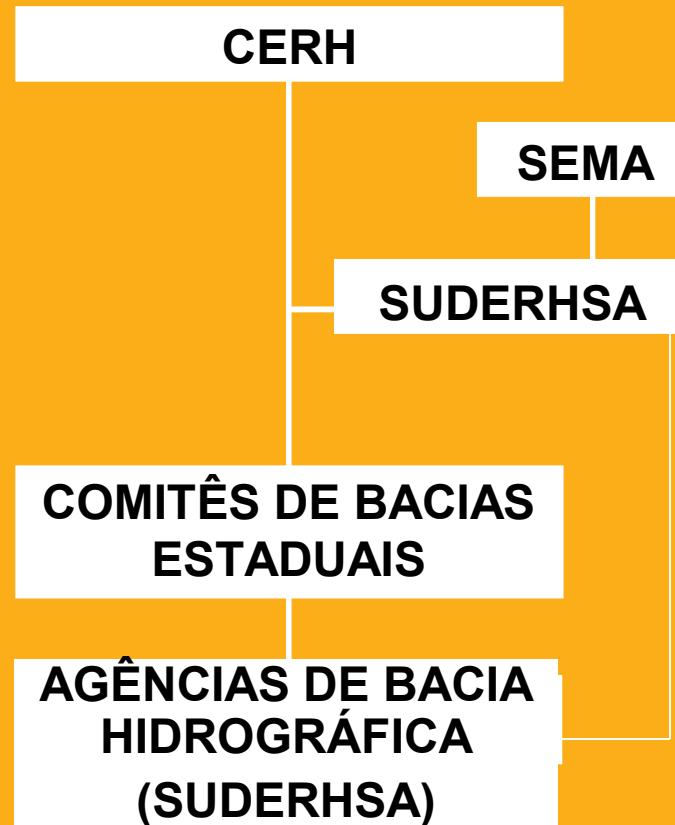 CERH
SEMA
SUDERHSA
COMITÊS DE BACIAS
ESTADUAIS
AGÊNCIAS DE BACIA
HIDROGRÁFICA
(SUDERHSA)